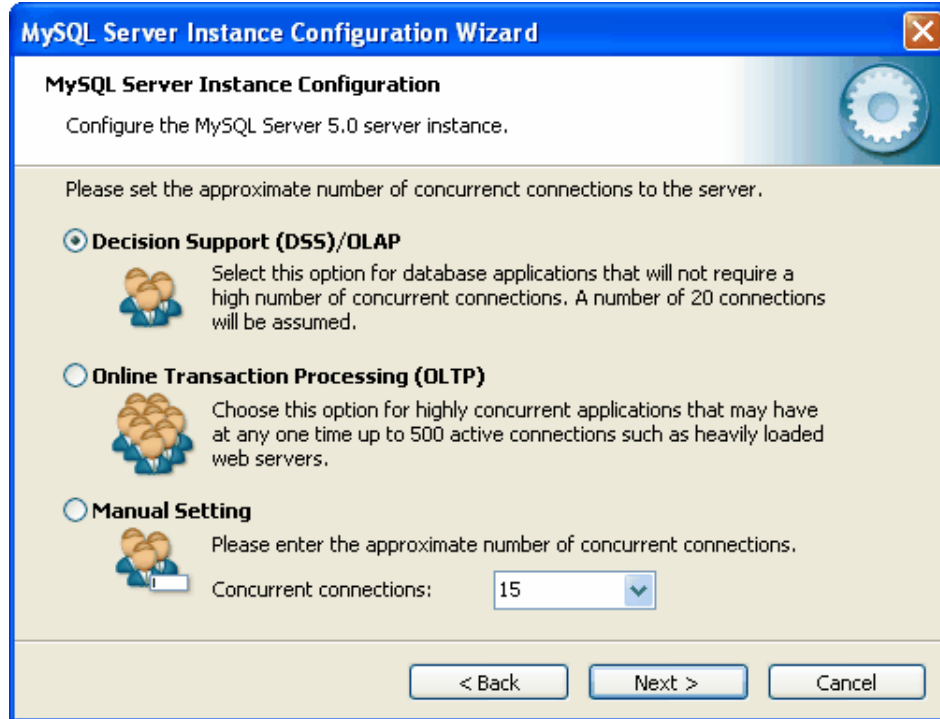 MySQL Server Instance Configuration Wizard
MySQL Server Instance Configuration
Configure the MySQL Server 5.0 server instance.
Please set the approximate number of concurrenct connections to the server.
Decision Support (DSS)/OLAP
Select this option for database applications that will not require a
high number of concurrent connections. A number of 20 connections
will be assumed.
Online Transaction Processing (OLTP)
Choose this option for highly concurrent applications that may have
at any one time up to 500 active connections such as heavily loaded
web servers.
Manual Setting
Please enter the approximate number of concurrent connections.
Concurrent connections: 15
< Back Next > Cancel